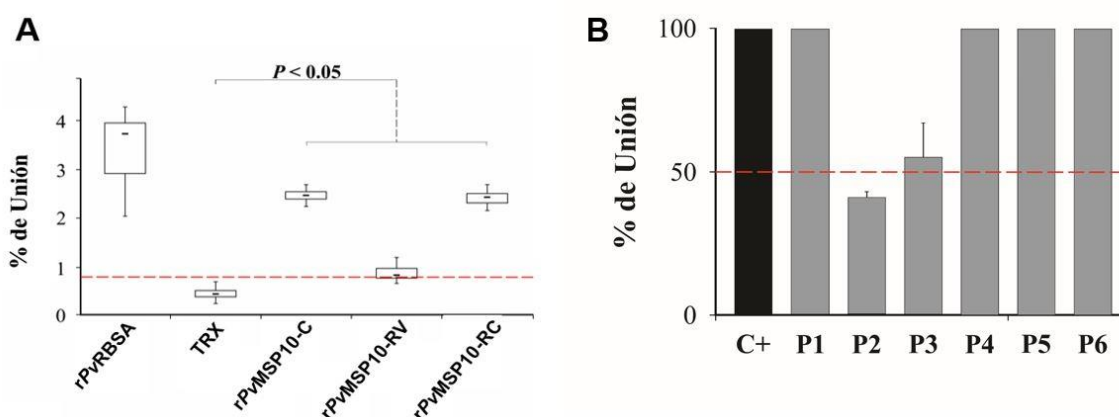 A
P < 0.05
% de Unión
4
3
2
1
0
rPvRBSA
TRX
rPvMSP10-C
rPvMSP10-RV
rPvMSP10-RC
B
% de Unión
100
50
0
C+ P1 P2 P3 P4 P5 P6